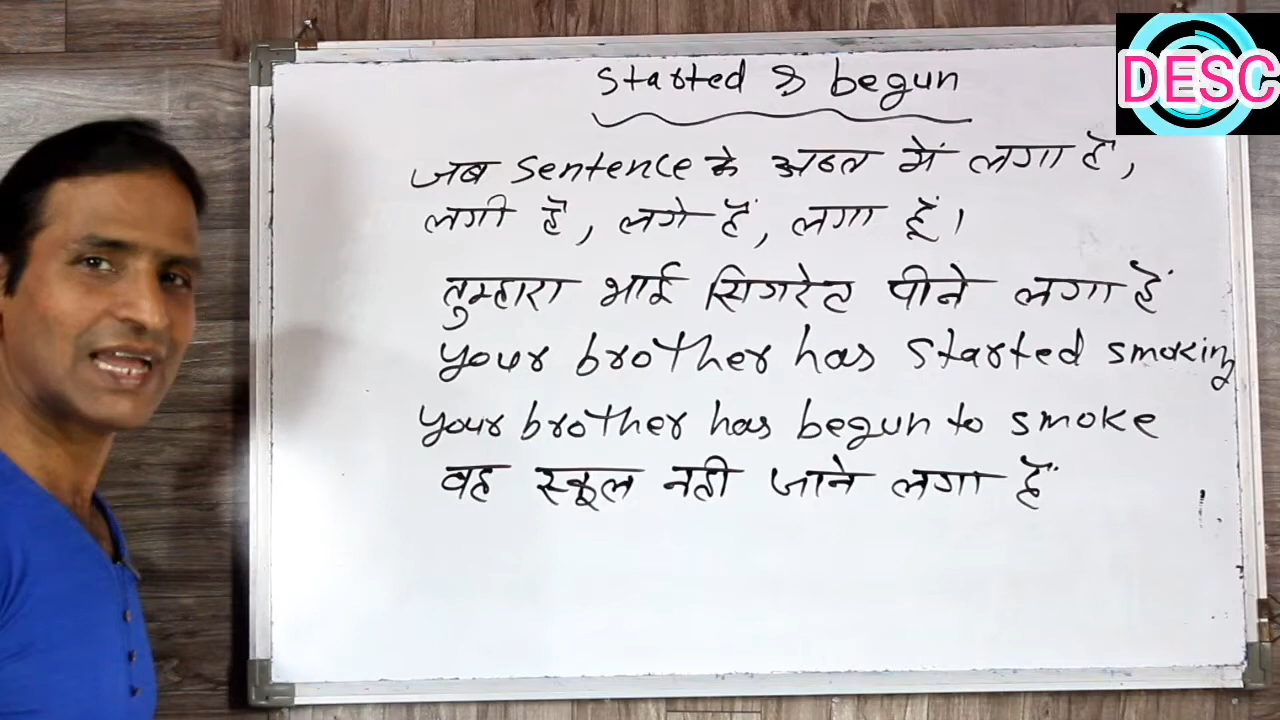 DESC
Started & begun
जब sentence के अन्त में लगा है,
लगी है, लगे हैं, लगा हूँ।
तुम्हारा भाई सिगरेट पीने लगा हैं
your brother has started smoking
your brother has begun to smoke
वह स्कूल नही जाने लगा हैं